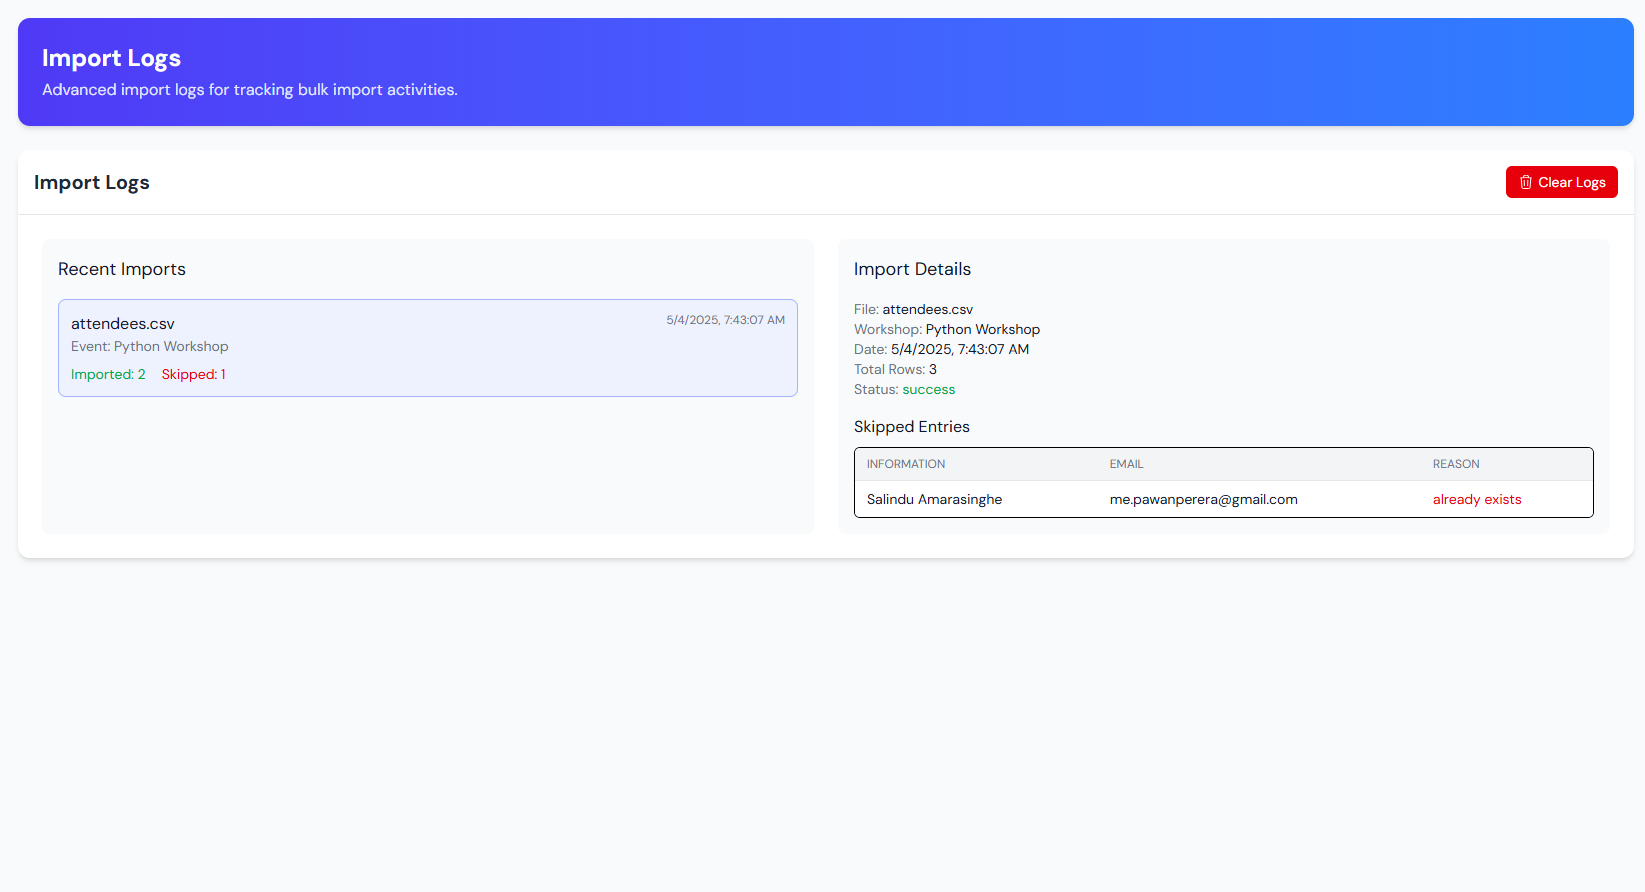 Import Logs
Advanced import logs for tracking bulk import activities.
Import Logs
Clear Logs
Recent Imports
attendees.csv
5/4/2025, 7:43:07 AM
Event: Python Workshop
Imported: 2 Skipped: 1
Import Details
File: attendees.csv
Workshop: Python Workshop
Date: 5/4/2025, 7:43:07 AM
Total Rows: 3
Status: success
Skipped Entries
INFORMATION EMAIL REASON
Salindu Amarasinghe me.pawanperera@gmail.com already exists